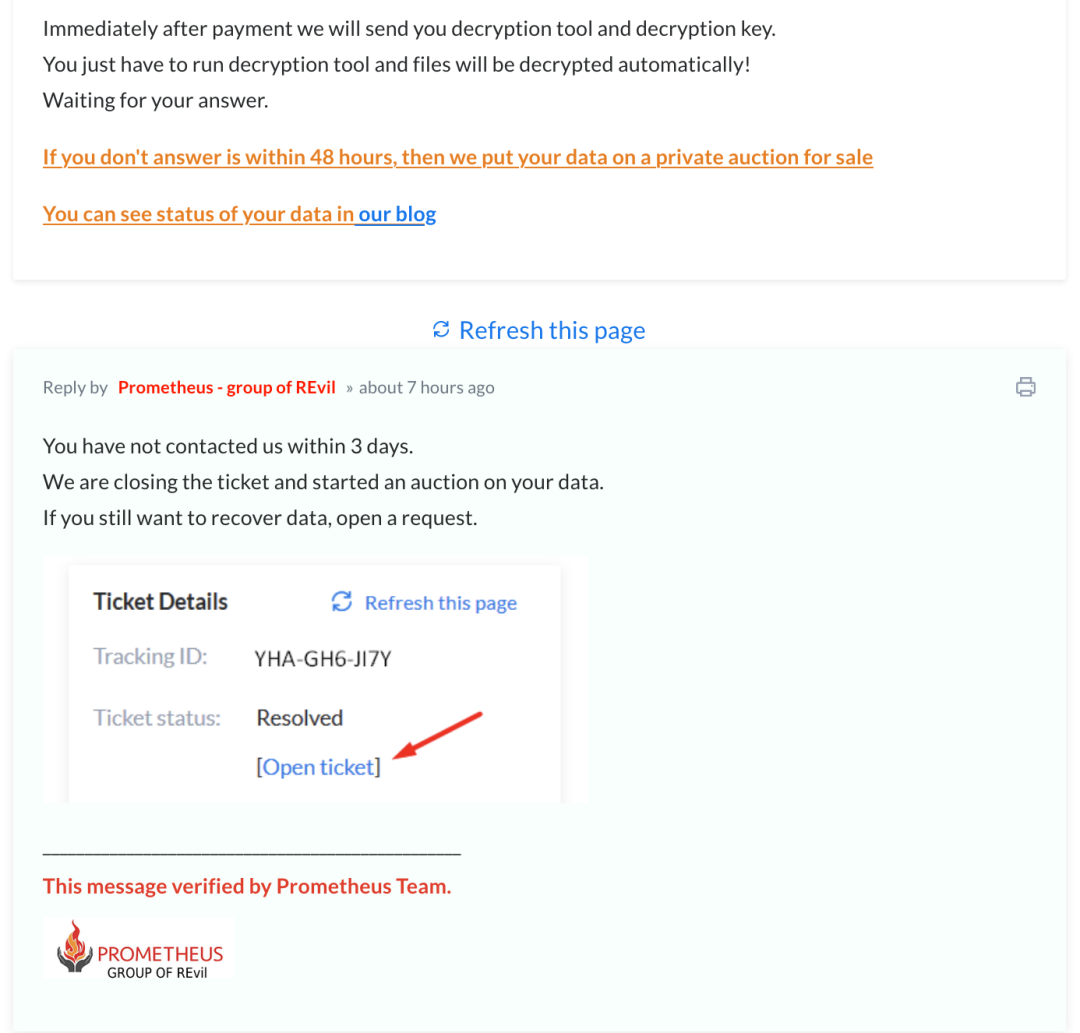 Immediately after payment we will send you decryption tool and decryption key.
You just have to run decryption tool and files will be decrypted automatically!
Waiting for your answer.
If you don't answer is within 48 hours, then we put your data on a private auction for sale
You can see status of your data in our blog
Refresh this page
Reply by Prometheus - group of REvil » about 7 hours ago
You have not contacted us within 3 days.
We are closing the ticket and started an auction on your data.
If you still want to recover data, open a request.
Ticket Details Refresh this page
Tracking ID: YHA-GH6-JI7Y
Ticket status: Resolved
[Open ticket]
This message verified by Prometheus Team.
PROMETHEUS
GROUP OF REvil